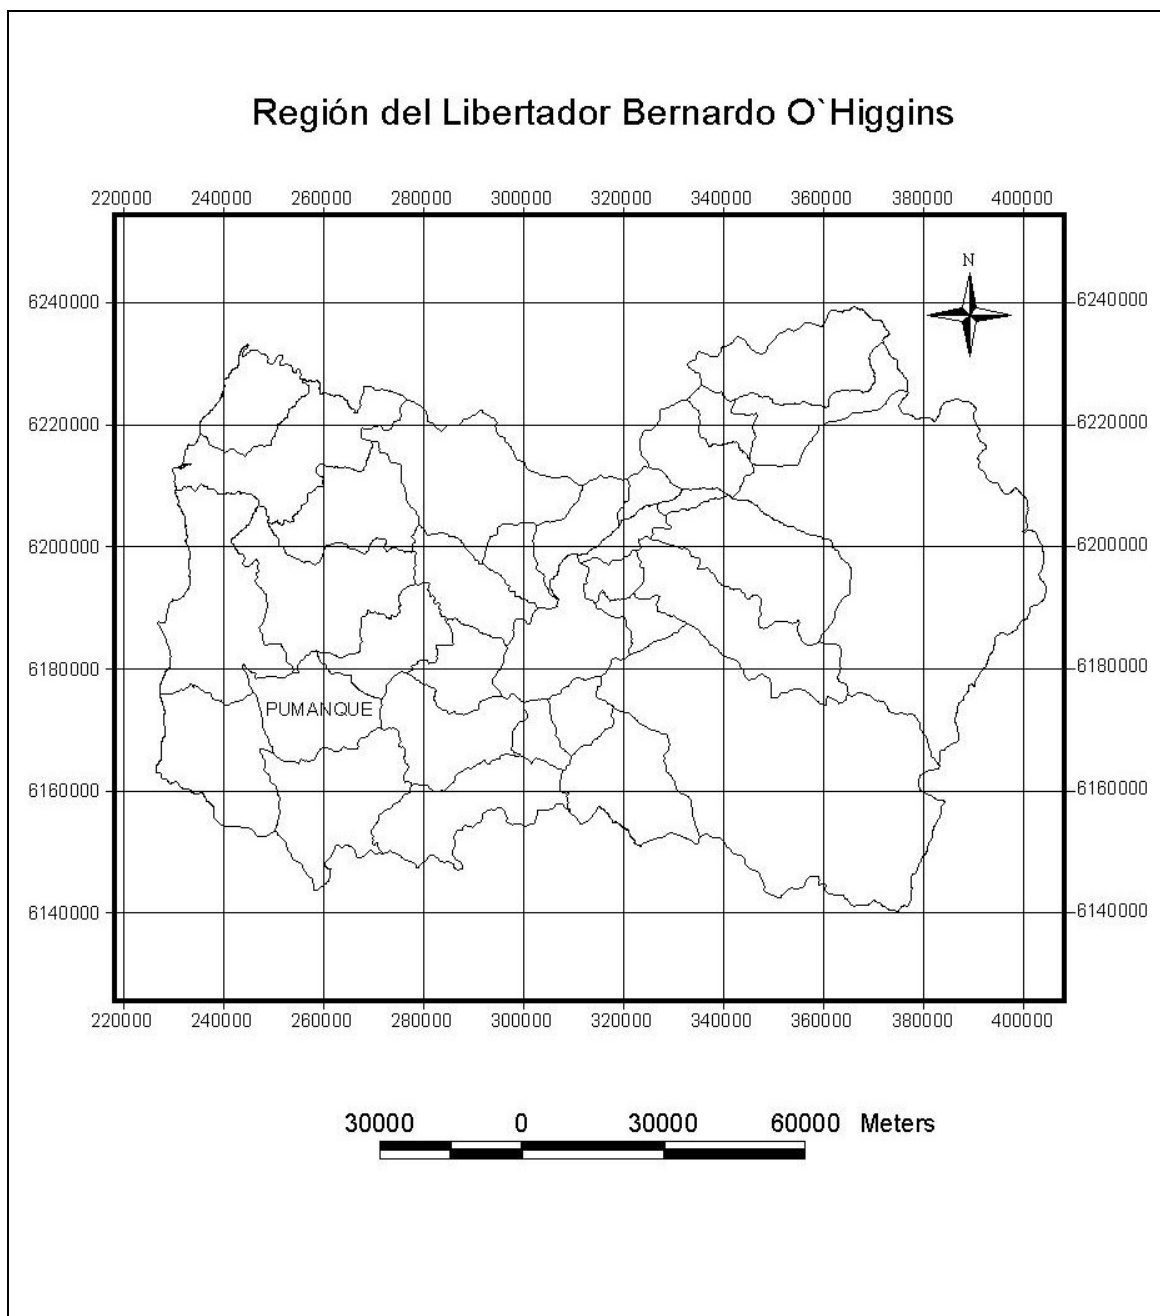 Región del Libertador Bernardo O`Higgins
220000 240000 260000 280000 300000 320000 340000 360000 380000 400000
N
6240000 6240000
6220000 6220000
6200000 6200000
6180000 6180000
PUMANQUE
6160000 6160000
6140000 6140000
220000 240000 260000 280000 300000 320000 340000 360000 380000 400000
30000 0 30000 60000 Meters